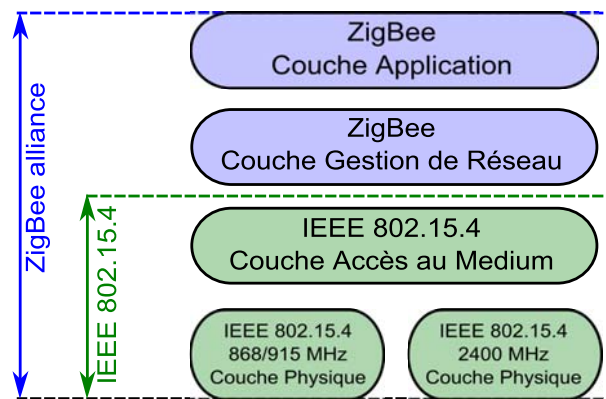 ZigBee
Couche Application
ZigBee
Couche Gestion de Réseau
IEEE 802.15.4
Couche Accès au Medium
IEEE 802.15.4
868/915 MHz
Couche Physique
IEEE 802.15.4
2400 MHz
Couche Physique
ZigBee alliance
IEEE 802.15.4